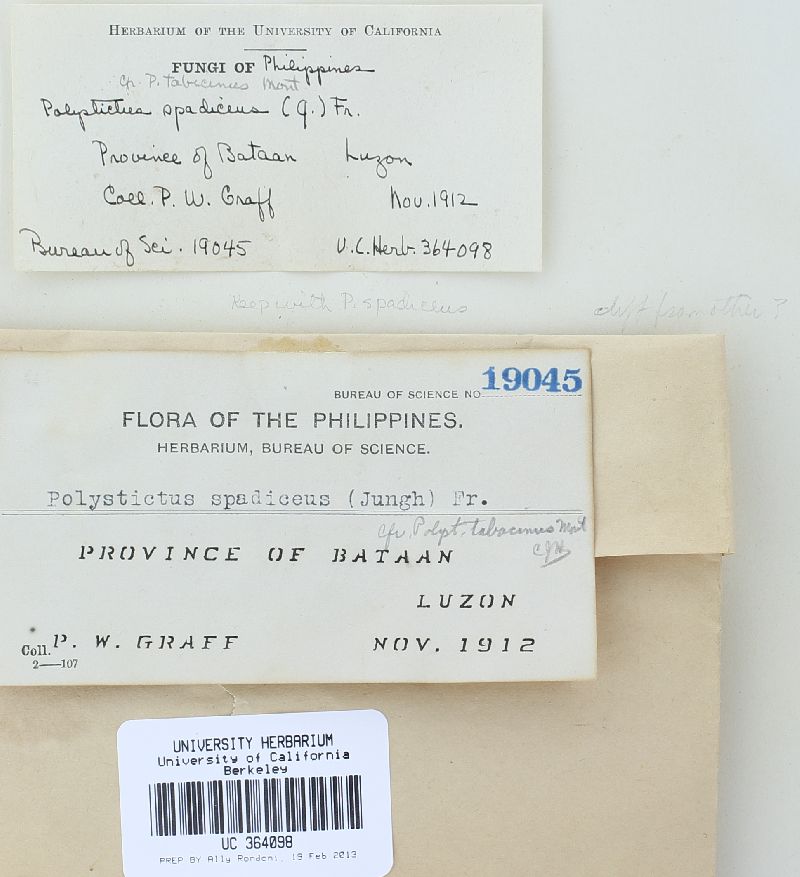 HERBARIUM OF THE UNIVERSITY OF CALIFORNIA
FUNGI OF Philippines
Cfr. P. tabacinus Mont
Polystictus spadiceus (J.) Fr.
Province of Bataan Luzon
Coll. P. W. Graff Nov. 1912
Bureau of Sci. 19045 U.C. Herb. 364098
Keep with P. spadiceus diff from other ?
BUREAU OF SCIENCE NO 19045
FLORA OF THE PHILIPPINES.
HERBARIUM, BUREAU OF SCIENCE.
Polystictus spadiceus (Jungh) Fr.
cfr. Polyst. tabacinus Mont
PROVINCE OF BATAAN
LUZON
Coll. P. W. GRAFF NOV. 1912
2—107
UNIVERSITY HERBARIUM
University of California
Berkeley
UC 364098
PREP BY Ally Rondoni, 19 Feb 2013